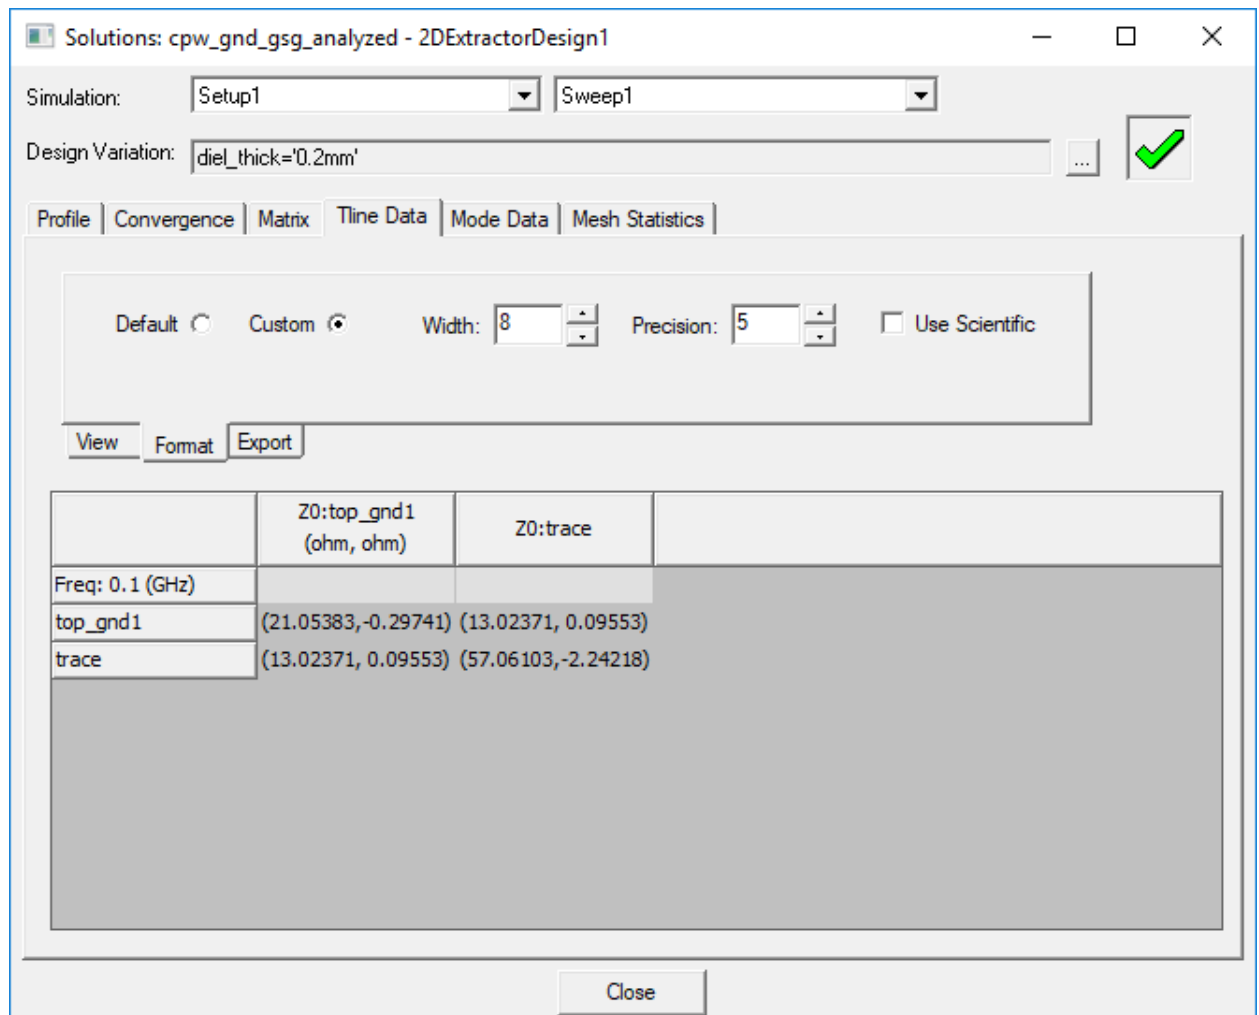 Solutions: cpw_gnd_gsg_analyzed - 2DExtractorDesign1
Simulation: Setup1 Sweep1
Design Variation: diel_thick='0.2mm' ...
Profile Convergence Matrix Tline Data Mode Data Mesh Statistics
Default Custom Width: 8 Precision: 5 Use Scientific
View Format Export
Z0:top_gnd1 Z0:trace
(ohm, ohm)
Freq: 0.1 (GHz)
top_gnd1 (21.05383,-0.29741) (13.02371, 0.09553)
trace (13.02371, 0.09553) (57.06103,-2.24218)
Close